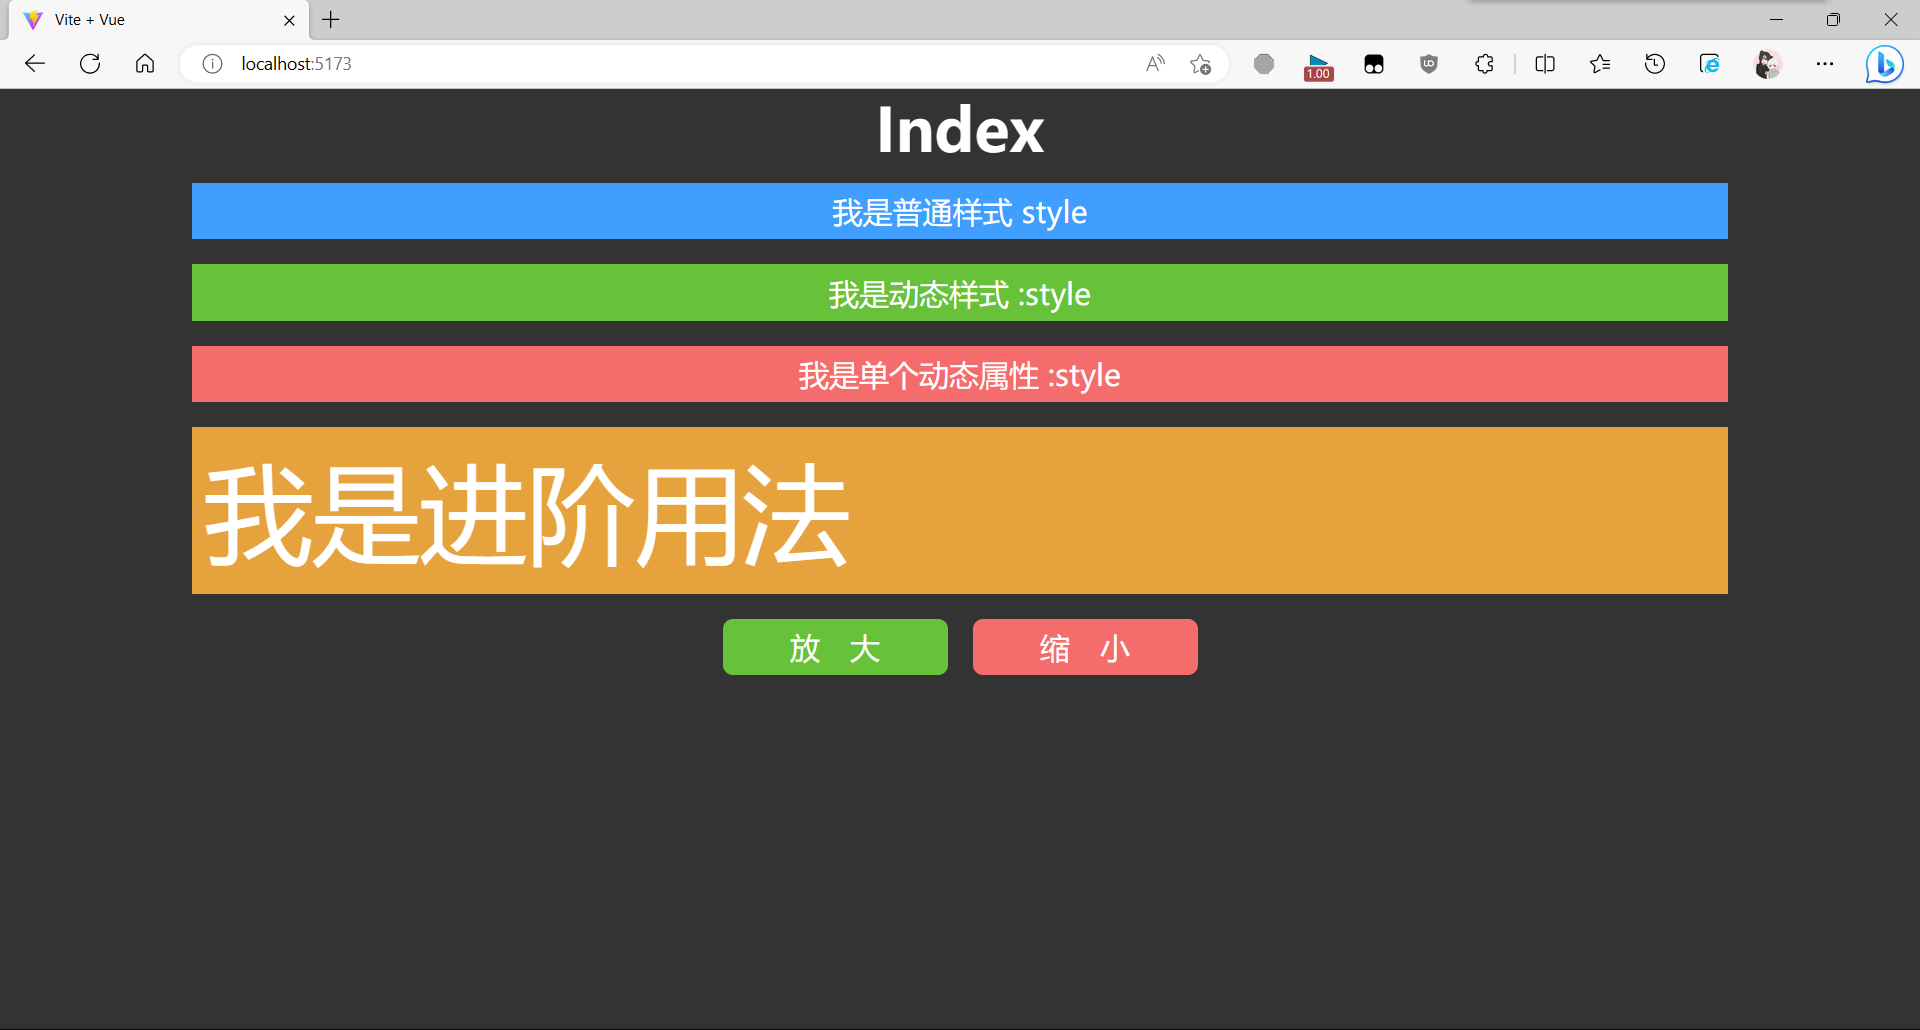 Vite + Vue
localhost:5173
1.00
Index
我是普通样式 style
我是动态样式 :style
我是单个动态属性 :style
我是进阶用法
放 大
缩 小